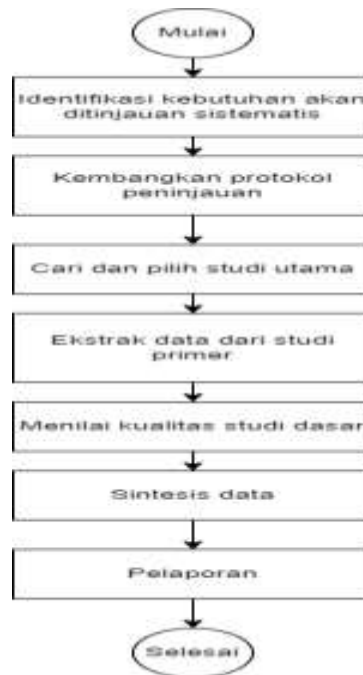 Mulai
Identifikasi kebutuhan akan
ditinjauan sistematis
Kembangkan protokol
peninjauan
Cari dan pilih studi utama
Ekstrak data dari studi
primer
Menilai kualitas studi dasar
Sintesis data
Pelaporan
Selesai